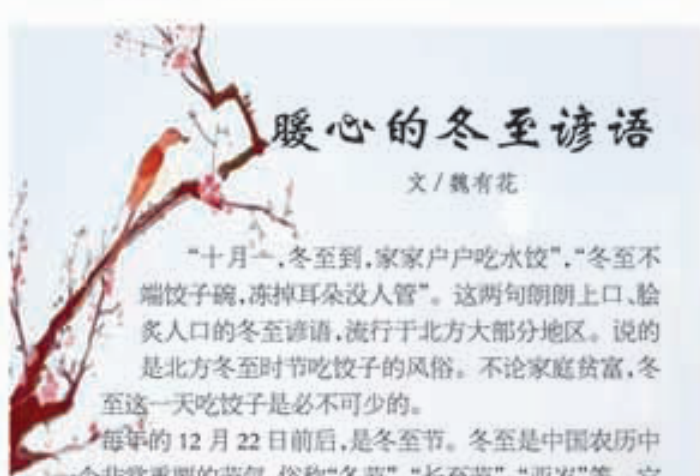 暖心的冬至谚语
文/魏有花
“十月一，冬至到，家家户户吃水饺”，“冬至不
端饺子碗，冻掉耳朵没人管”。这两句朗朗上口、脍
炙人口的冬至谚语，流行于北方大部分地区。说的
是北方冬至时节吃饺子的风俗。不论家庭贫富，冬
至这一天吃饺子是必不可少的。
每年的 12 月 22 日前后，是冬至节。冬至是中国农历中